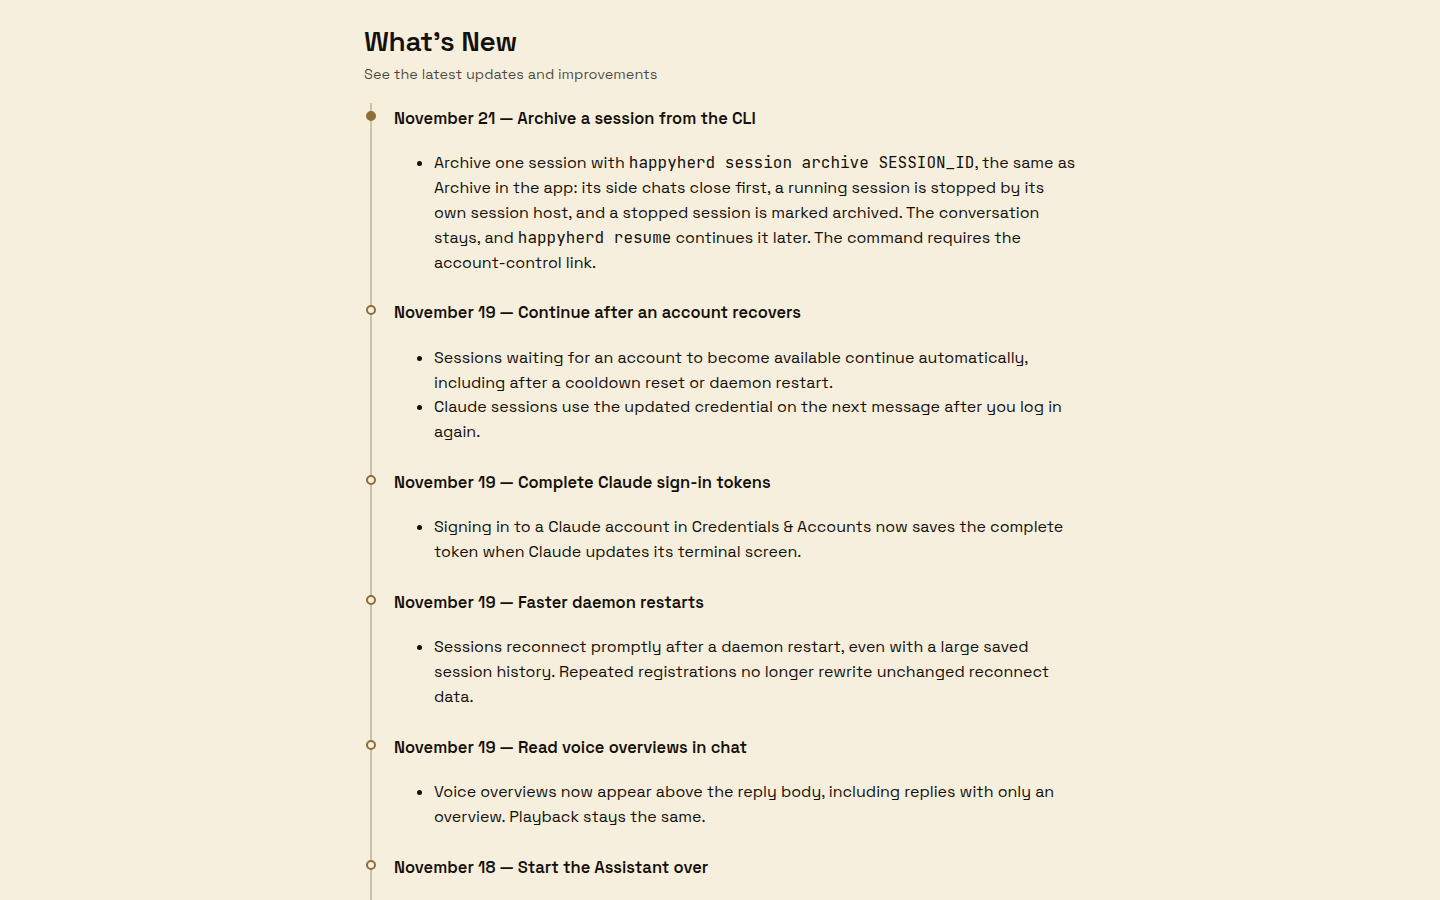 What's New
See the latest updates and improvements
November 21 — Archive a session from the CLI
• Archive one session with happyherd session archive SESSION_ID, the same as
Archive in the app: its side chats close first, a running session is stopped by its
own session host, and a stopped session is marked archived. The conversation
stays, and happyherd resume continues it later. The command requires the
account-control link.
November 19 — Continue after an account recovers
• Sessions waiting for an account to become available continue automatically,
including after a cooldown reset or daemon restart.
• Claude sessions use the updated credential on the next message after you log in
again.
November 19 — Complete Claude sign-in tokens
• Signing in to a Claude account in Credentials & Accounts now saves the complete
token when Claude updates its terminal screen.
November 19 — Faster daemon restarts
• Sessions reconnect promptly after a daemon restart, even with a large saved
session history. Repeated registrations no longer rewrite unchanged reconnect
data.
November 19 — Read voice overviews in chat
• Voice overviews now appear above the reply body, including replies with only an
overview. Playback stays the same.
November 18 — Start the Assistant over